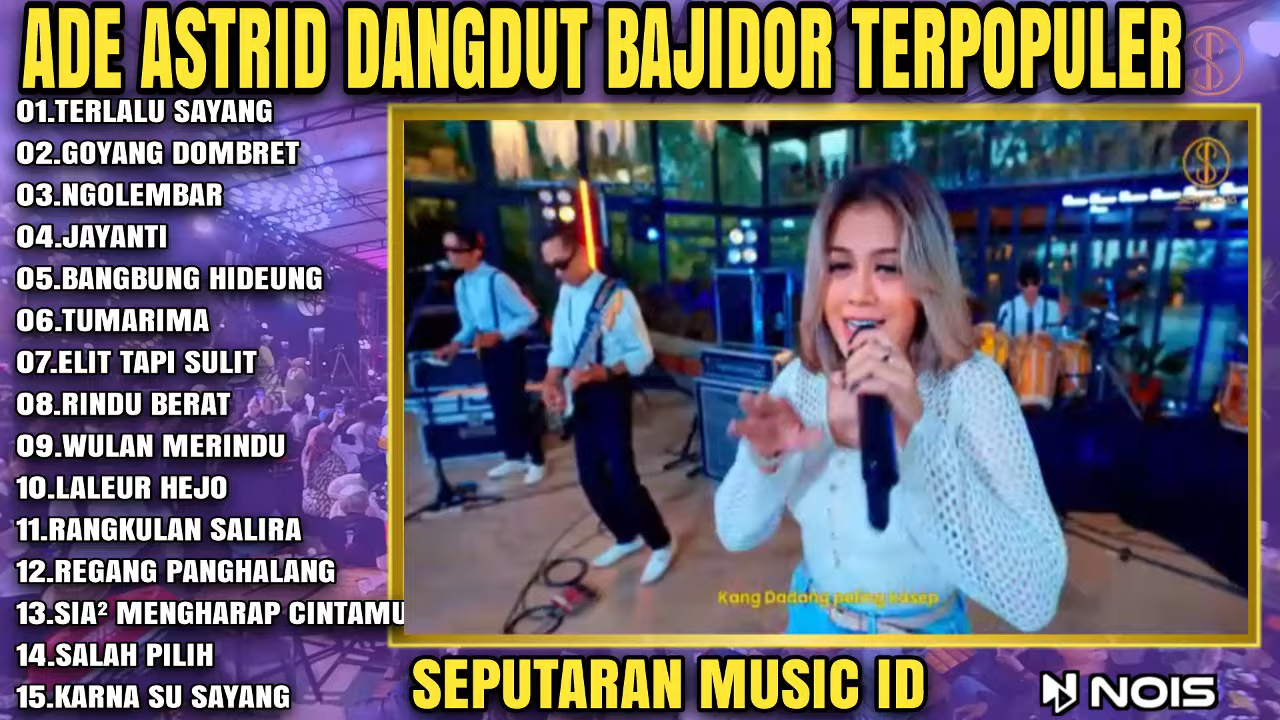 ADE ASTRID DANGDUT BAJIDOR TERPOPULER
01.TERLALU SAYANG
02.GOYANG DOMBRET
03.NGOLEMBAR
04.JAYANTI
05.BANGBUNG HIDEUNG
06.TUMARIMA
07.ELIT TAPI SULIT
08.RINDU BERAT
09.WULAN MERINDU
10.LALEUR HEJO
11.RANGKULAN SALIRA
12.REGANG PANGHALANG
13.SIA² MENGHARAP CINTAMU
14.SALAH PILIH
15.KARNA SU SAYANG
Kang Dadang paling kasep
SEPUTARAN MUSIC ID
NOIS